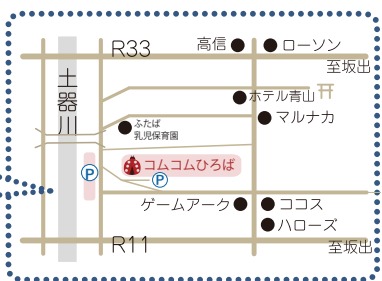 R33
高信
ローソン
至坂出
土器川
ホテル青山
マルナカ
ふたば
乳児保育園
コムコムひろば
P
P
ゲームアーク
ココス
ハローズ
R11
至坂出